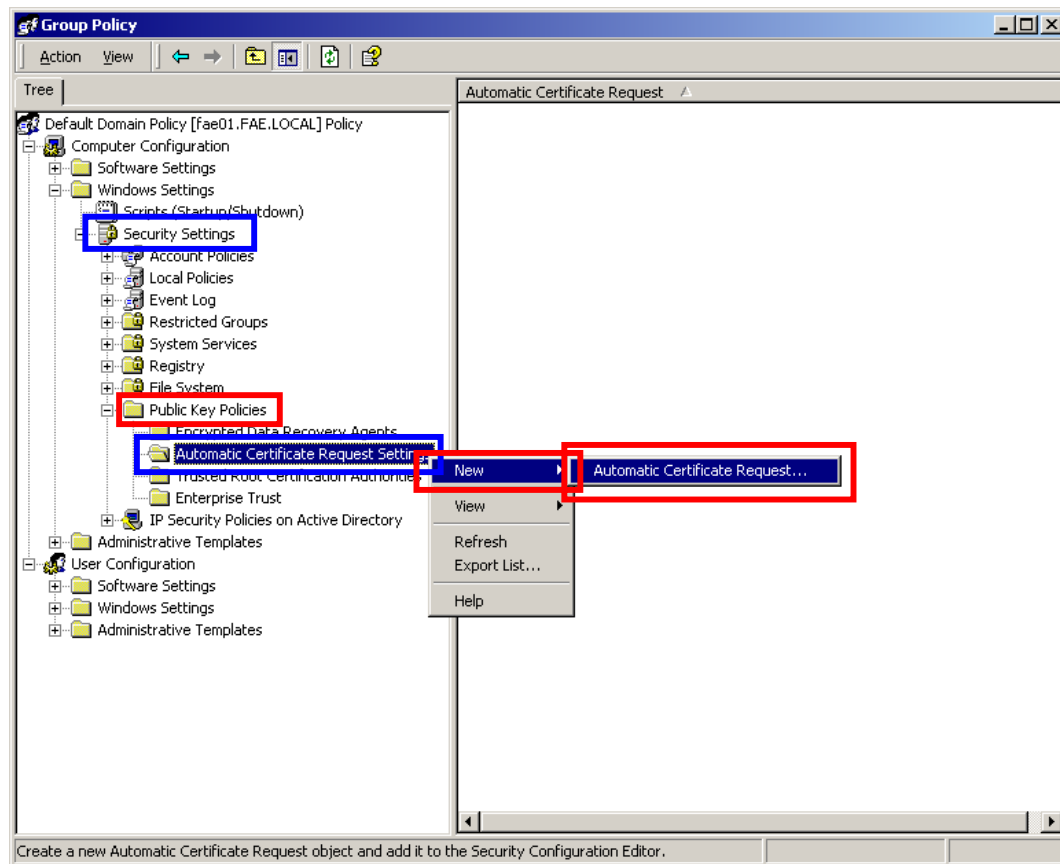 Group Policy
Action View
Tree
Automatic Certificate Request
Default Domain Policy [fae01.FAE.LOCAL] Policy
Computer Configuration
Software Settings
Windows Settings
Scripts (Startup/Shutdown)
Security Settings
Account Policies
Local Policies
Event Log
Restricted Groups
System Services
Registry
File System
Public Key Policies
Encrypted Data Recovery Agents
Automatic Certificate Request Setting
Trusted Root Certification Authorities
Enterprise Trust
IP Security Policies on Active Directory
Administrative Templates
User Configuration
Software Settings
Windows Settings
Administrative Templates
New
Automatic Certificate Request...
View
Refresh
Export List...
Help
Create a new Automatic Certificate Request object and add it to the Security Configuration Editor.